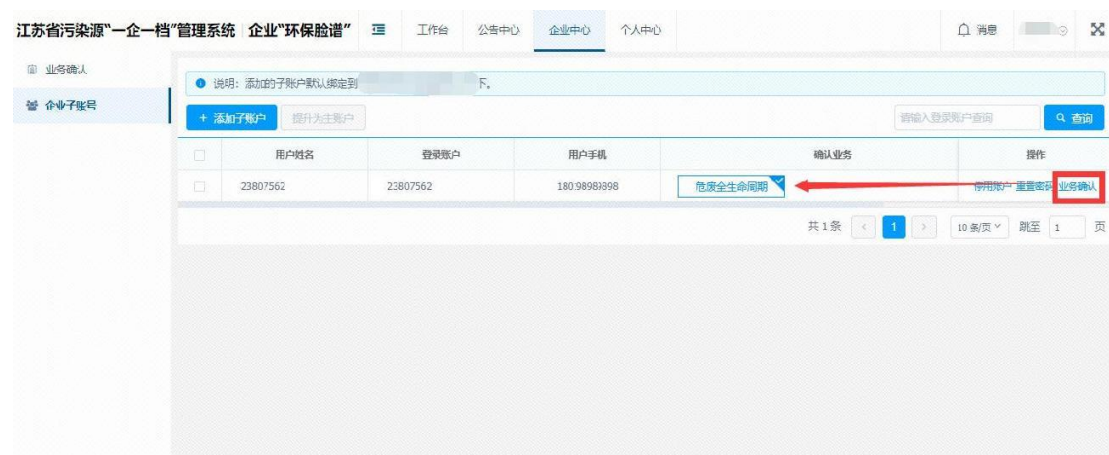 江苏省污染源“一企一档”管理系统 企业“环保脸谱” 工作台 公告中心 企业中心 个人中心 消息
业务确认
企业子账号
说明：添加的子账户默认绑定到 下。
+ 添加子账户 提升为主账户 请输入登录账户查询 查询
用户姓名 登录账户 用户手机 确认业务 操作
23807562 23807562 危废全生命周期 停用账户 重置密码 业务确认
共 1 条 < 1 > 10 条/页 跳至 1 页